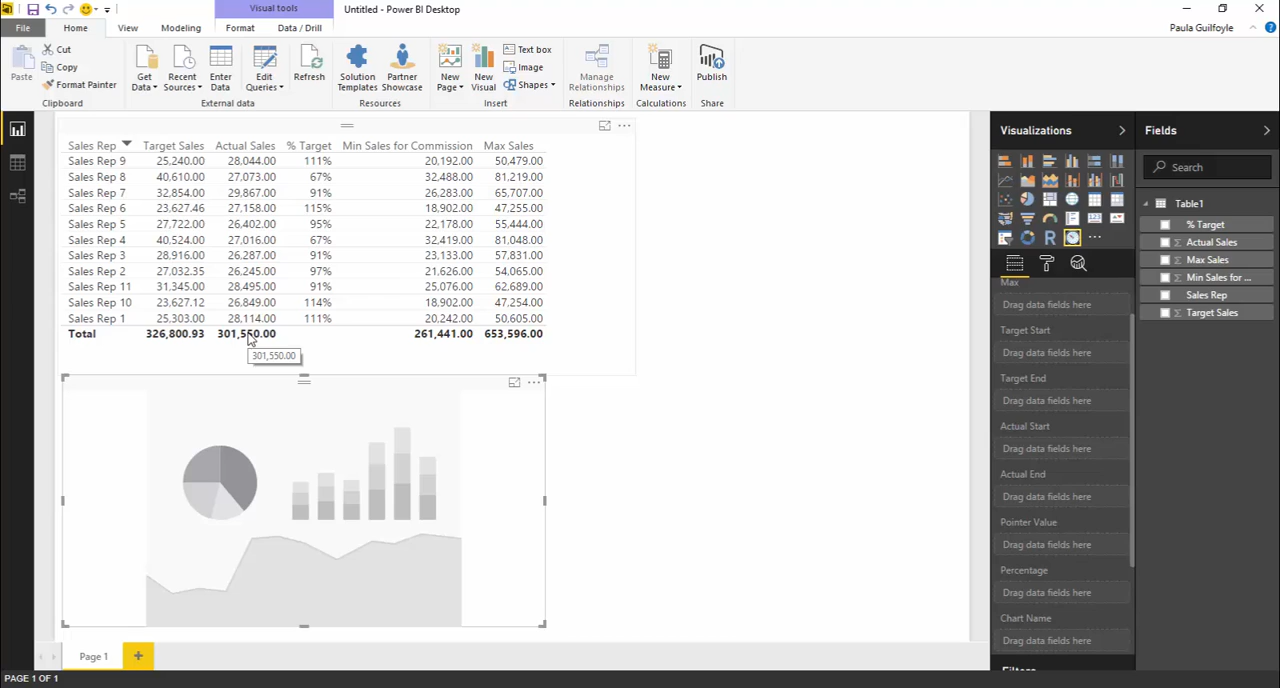 Visual tools
Untitled - Power BI Desktop
File
Home
View
Modeling
Format
Data / Drill
Paula Guilfoyle
Paste
Cut
Copy
Format Painter
Clipboard
Get Data
Recent Sources
Enter Data
Edit Queries
Refresh
External data
Solution Templates
Partner Showcase
Resources
New Page
New Visual
Text box
Image
Shapes
Insert
Manage Relationships
Relationships
New Measure
Calculations
Publish
Share
Sales Rep Target Sales Actual Sales % Target Min Sales for Commission Max Sales
Sales Rep 9 25,240.00 28,044.00 111% 20,192.00 50,479.00
Sales Rep 8 40,610.00 27,073.00 67% 32,488.00 81,219.00
Sales Rep 7 32,854.00 29,867.00 91% 26,283.00 65,707.00
Sales Rep 6 23,627.46 27,158.00 115% 18,902.00 47,255.00
Sales Rep 5 27,722.00 26,402.00 95% 22,178.00 55,444.00
Sales Rep 4 40,524.00 27,016.00 67% 32,419.00 81,048.00
Sales Rep 3 28,916.00 26,287.00 91% 23,133.00 57,831.00
Sales Rep 2 27,032.35 26,245.00 97% 21,626.00 54,065.00
Sales Rep 11 31,345.00 28,495.00 91% 25,076.00 62,689.00
Sales Rep 10 23,627.12 26,849.00 114% 18,902.00 47,254.00
Sales Rep 1 25,303.00 28,114.00 111% 20,242.00 50,605.00
Total 326,800.93 301,550.00 261,441.00 653,596.00
301,550.00
Visualizations
R
Max
Drag data fields here
Target Start
Drag data fields here
Target End
Drag data fields here
Actual Start
Drag data fields here
Actual End
Drag data fields here
Pointer Value
Drag data fields here
Percentage
Drag data fields here
Chart Name
Drag data fields here
Fields
Search
Table1
% Target
Σ Actual Sales
Σ Max Sales
Σ Min Sales for ...
Sales Rep
Σ Target Sales
Page 1
PAGE 1 OF 1